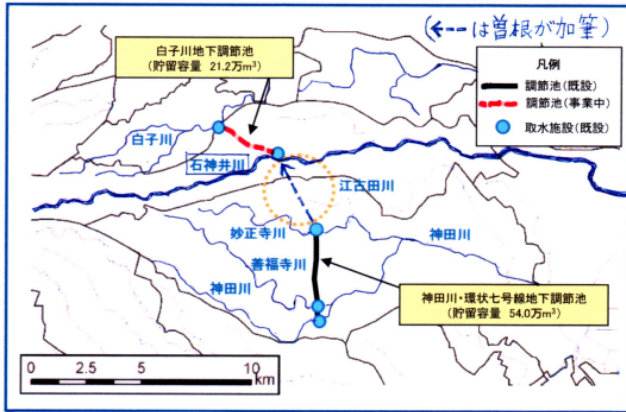 (←--は曽根が加筆)
白子川地下調節池
(貯留容量 21.2万m³)
凡例
調節池(既設)
調節池(事業中)
取水施設(既設)
白子川
石神井川
江古田川
妙正寺川
神田川
善福寺川
神田川
神田川・環状七号線地下調節池
(貯留容量 54.0万m³)
0 2.5 5 10
km